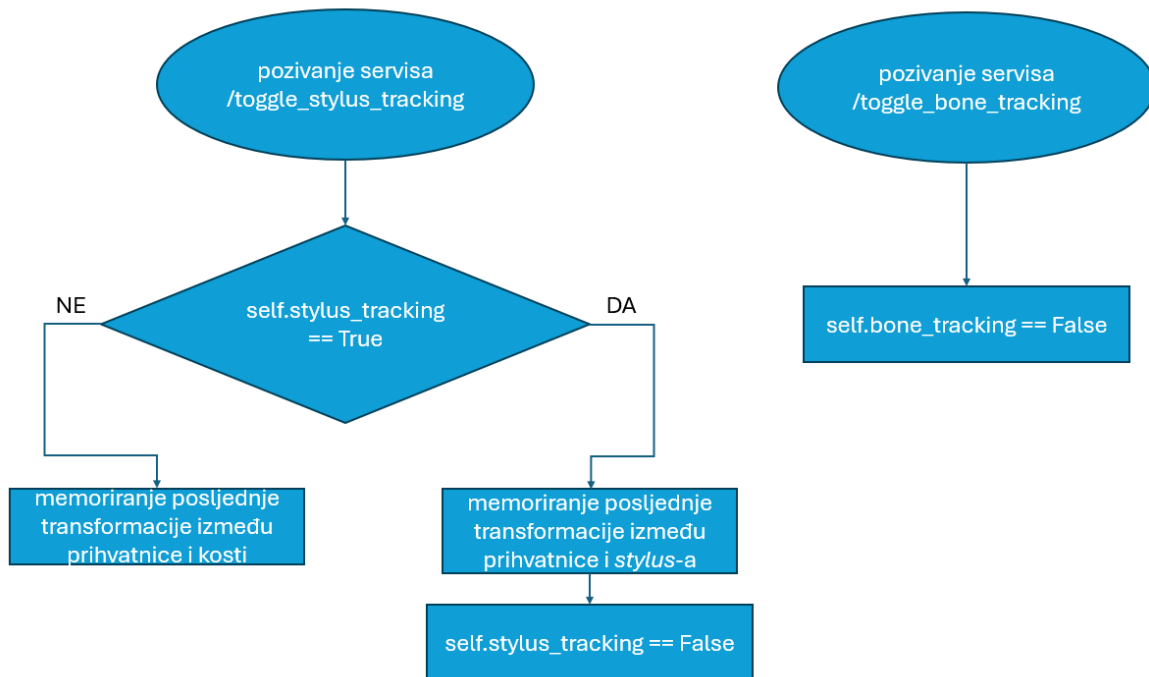 pozivanje servisa
/toggle_stylus_tracking
pozivanje servisa
/toggle_bone_tracking
NE
self.stylus_tracking
== True
DA
self.bone_tracking == False
memoriranje posljednje
transformacije između
prihvatnice i kosti
memoriranje posljednje
transformacije između
prihvatnice i stylus-a
self.stylus_tracking == False